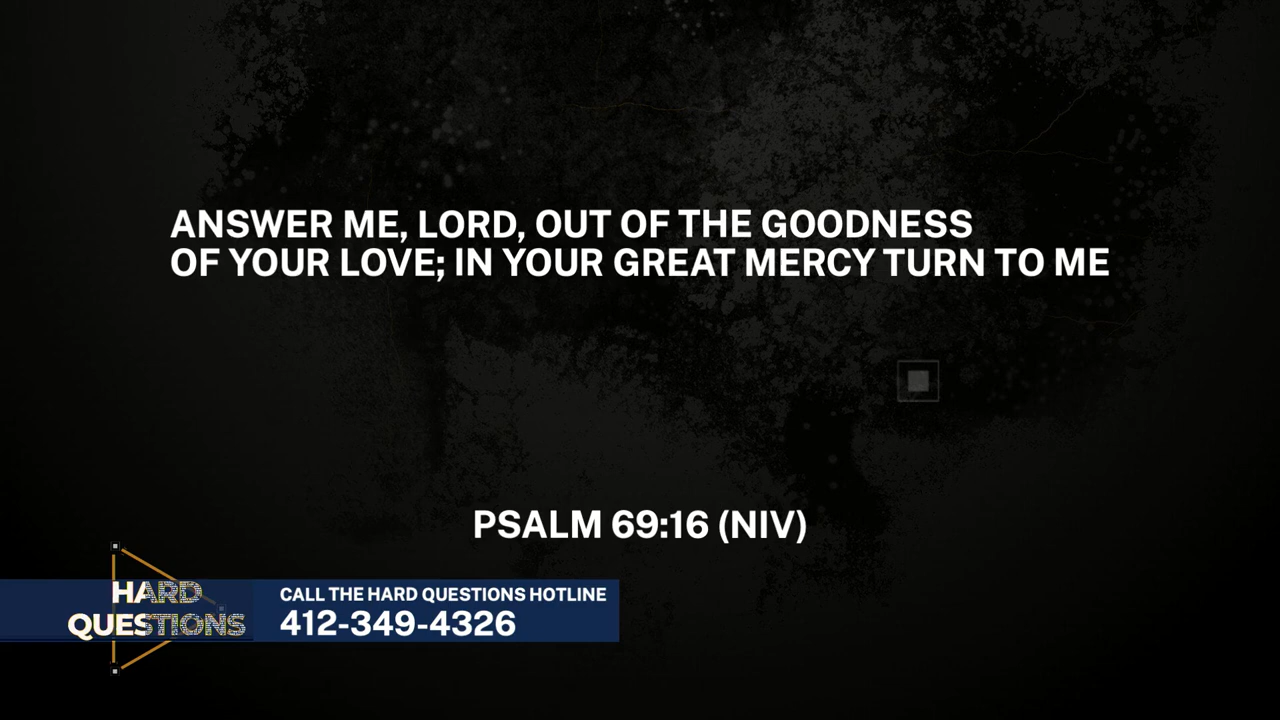 ANSWER ME, LORD, OUT OF THE GOODNESS
OF YOUR LOVE; IN YOUR GREAT MERCY TURN TO ME
PSALM 69:16 (NIV)
HARD
QUESTIONS
CALL THE HARD QUESTIONS HOTLINE
412-349-4326